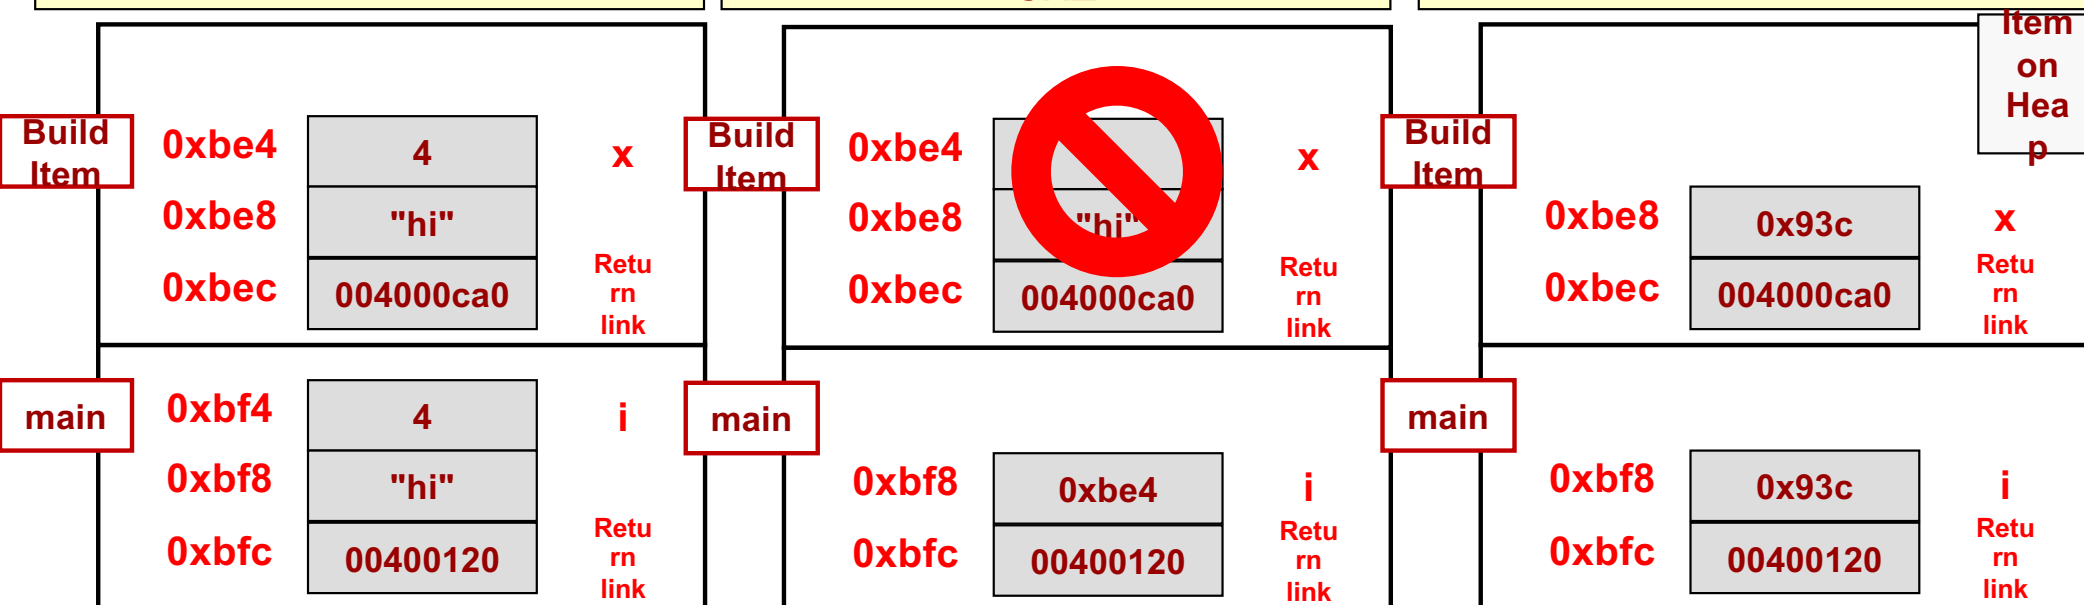 Build
Item
0xbe4
4
x
0xbe8
"hi"
0xbec
004000ca0
Retu
rn
link
main
0xbf4
4
i
0xbf8
"hi"
0xbfc
00400120
Retu
rn
link
Build
Item
0xbe4
x
0xbe8
"hi"
0xbec
004000ca0
Retu
rn
link
main
0xbf8
0xbe4
i
0xbfc
00400120
Retu
rn
link
Item
on
Hea
p
Build
Item
0xbe8
0x93c
x
0xbec
004000ca0
Retu
rn
link
main
0xbf8
0x93c
i
0xbfc
00400120
Retu
rn
link